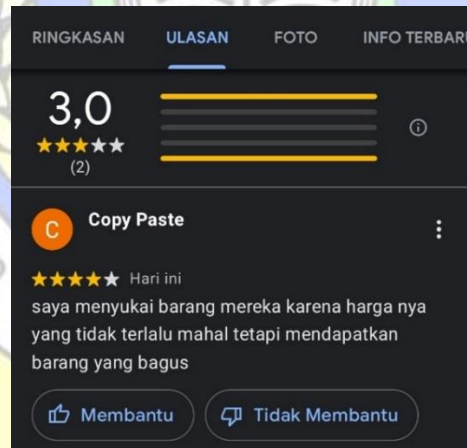 RINGKASAN ULASAN FOTO INFO TERBARU
3,0
(2)
C Copy Paste
Hari ini
saya menyukai barang mereka karena harga nya
yang tidak terlalu mahal tetapi mendapatkan
barang yang bagus
Membantu Tidak Membantu